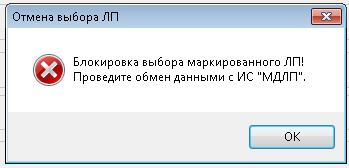 Отмена выбора ЛП
Блокировка выбора маркированного ЛП!
Проведите обмен данными с ИС "МДЛП".
OK